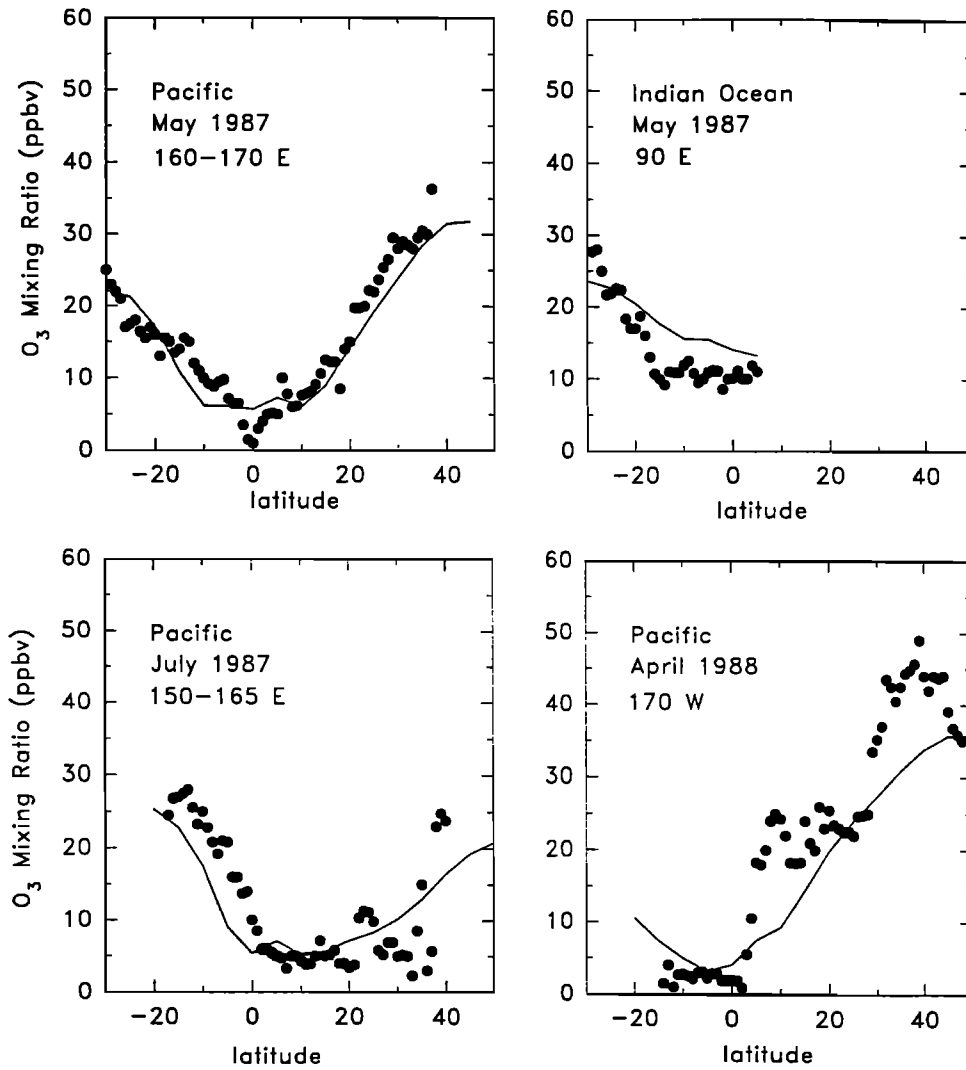 60
50
40
30
20
10
0
O3 Mixing Ratio (ppbv)
Pacific
May 1987
160-170 E
-20 0 20 40
latitude
60
50
40
30
20
10
0
Indian Ocean
May 1987
90 E
-20 0 20 40
latitude
60
50
40
30
20
10
0
O3 Mixing Ratio (ppbv)
Pacific
July 1987
150-165 E
-20 0 20 40
latitude
60
50
40
30
20
10
0
Pacific
April 1988
170 W
-20 0 20 40
latitude